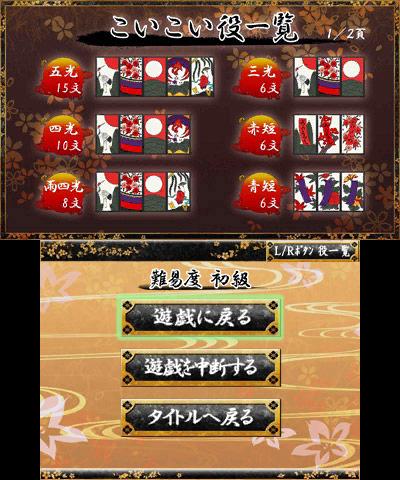 こいこい役一覧
1／2頁
五光
15文
三光
6文
四光
10文
赤短
6文
雨四光
8文
青短
6文
L/Rボタン 役一覧
難易度 初級
遊戯に戻る
遊戯を中断する
タイトルへ戻る